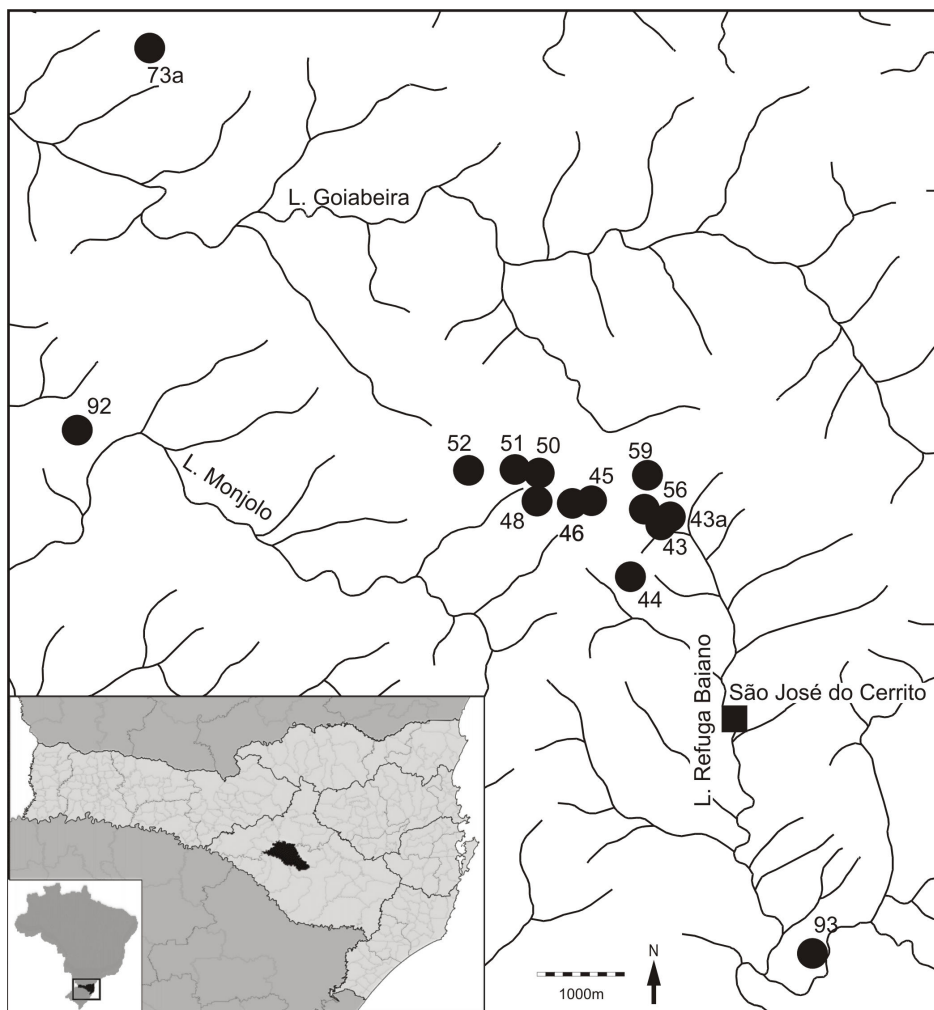 73a
L. Goiabeira
92
L. Monjolo
52
51
50
45
59
56
48
46
43a
43
44
L. Refuga Baiano
São José do Cerrito
93
N
1000m